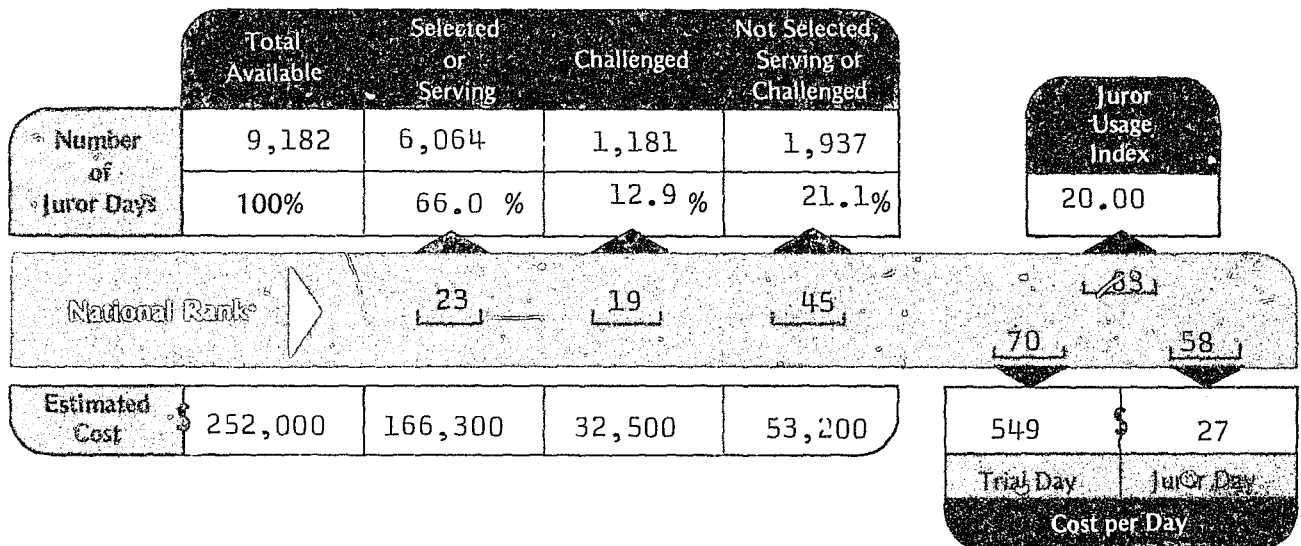 Total Available
Selected or Serving
Challenged
Not Selected, Serving or Challenged
Juror Usage Index
Number of Juror Days
9,182 6,064 1,181 1,937
100% 66.0 % 12.9 % 21.1%
20.00
National Rank
23 19 45
70 58
Estimated Cost
$ 252,000 166,300 32,500 53,200
549 $ 27
Trial Day Juror Day
Cost per Day